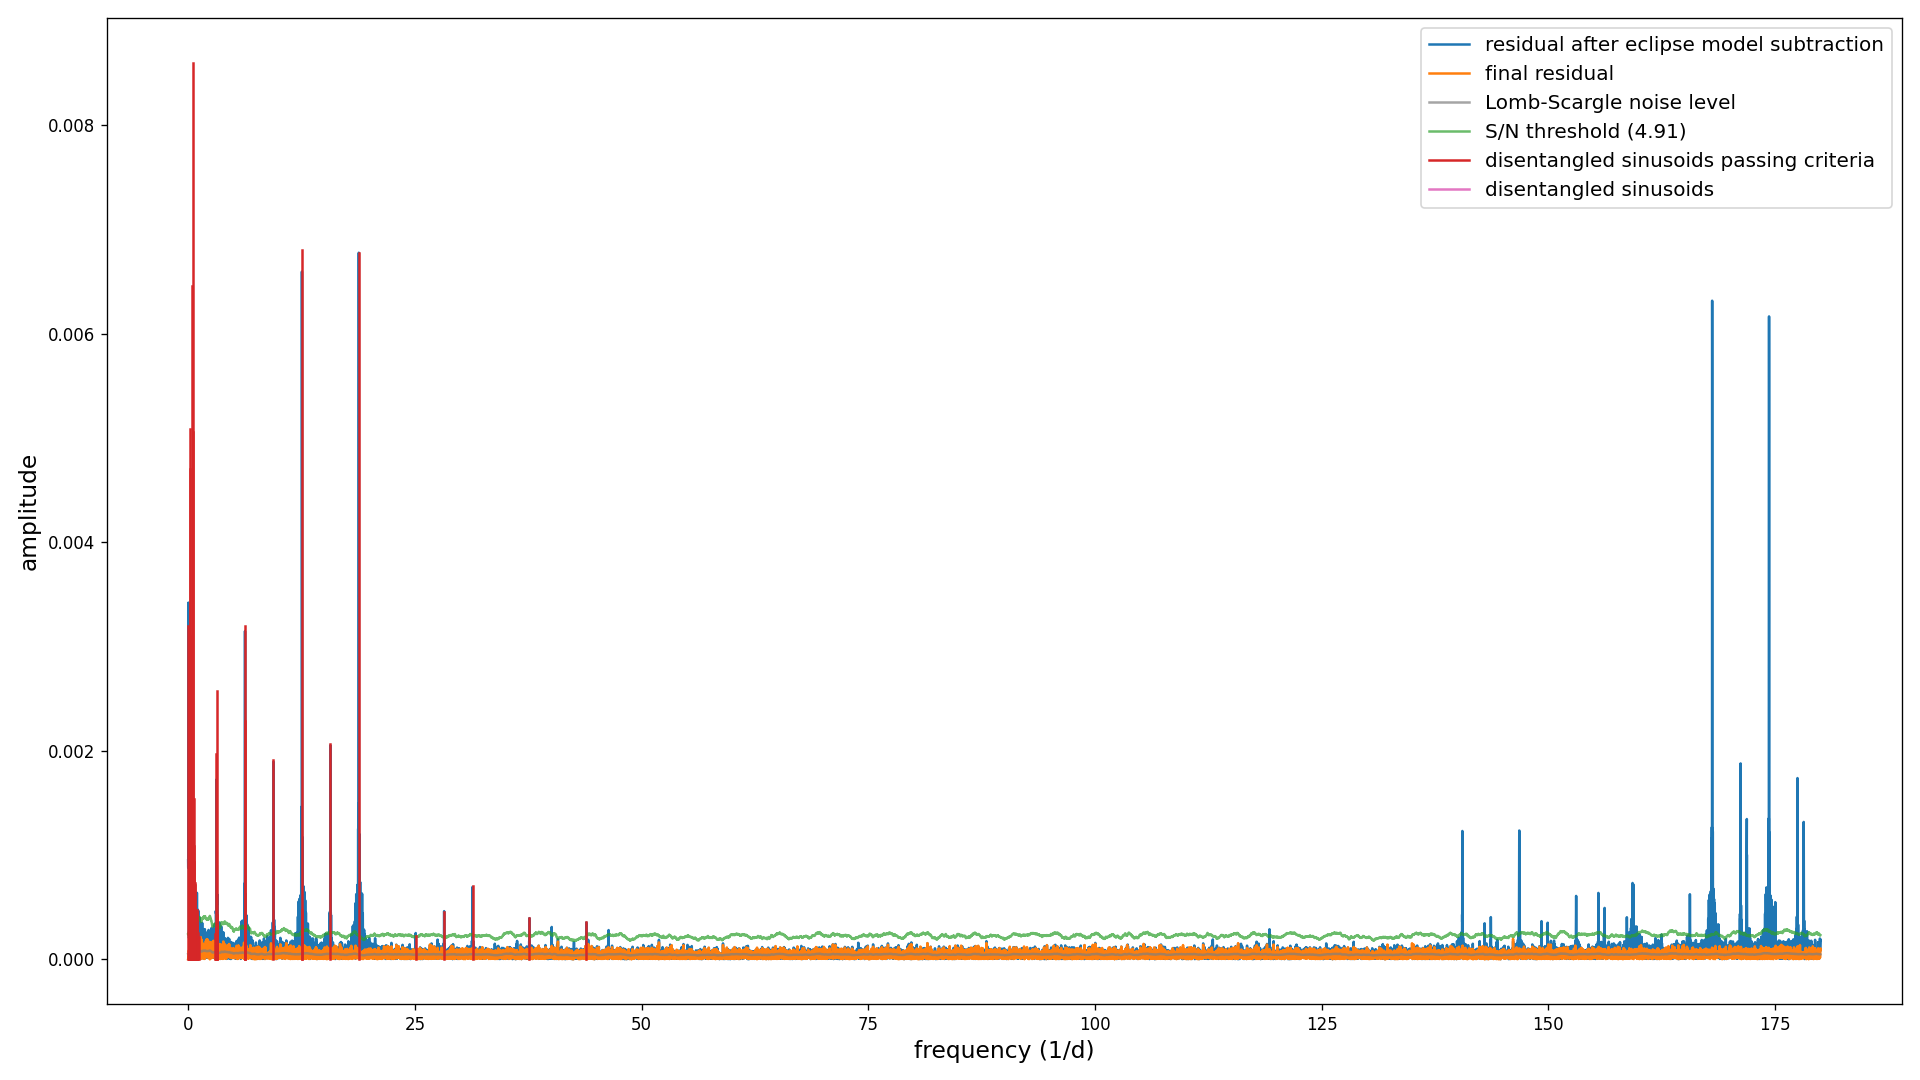 residual after eclipse model subtraction
final residual
Lomb-Scargle noise level
S/N threshold (4.91)
disentangled sinusoids passing criteria
disentangled sinusoids
0.008
0.006
0.004
0.002
0.000
amplitude
0 25 50 75 100 125 150 175
frequency (1/d)